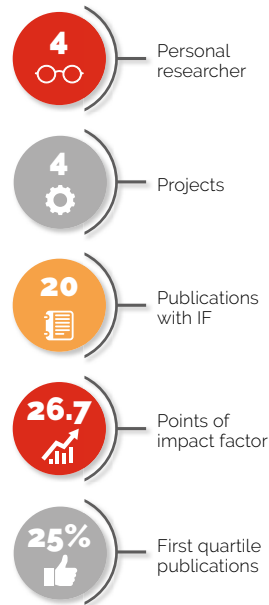 4
Personal
researcher
4
Projects
20
Publications
with IF
26.7
Points of
impact factor
25%
First quartile
publications